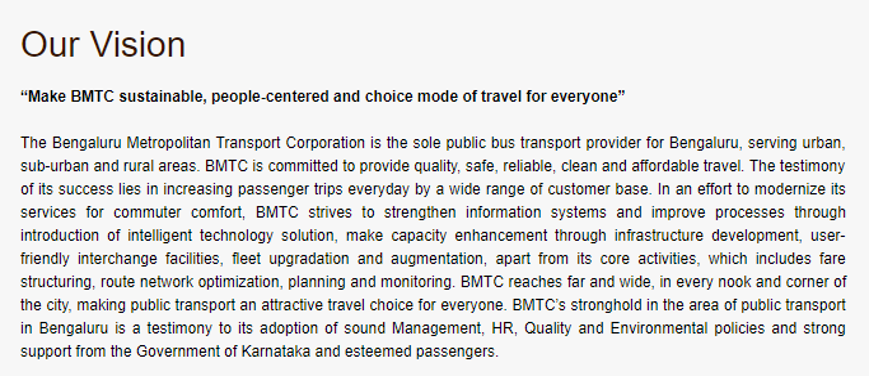 Our Vision
“Make BMTC sustainable, people-centered and choice mode of travel for everyone”
The Bengaluru Metropolitan Transport Corporation is the sole public bus transport provider for Bengaluru, serving urban,
sub-urban and rural areas. BMTC is committed to provide quality, safe, reliable, clean and affordable travel. The testimony
of its success lies in increasing passenger trips everyday by a wide range of customer base. In an effort to modernize its
services for commuter comfort, BMTC strives to strengthen information systems and improve processes through
introduction of intelligent technology solution, make capacity enhancement through infrastructure development, user-
friendly interchange facilities, fleet upgradation and augmentation, apart from its core activities, which includes fare
structuring, route network optimization, planning and monitoring. BMTC reaches far and wide, in every nook and corner of
the city, making public transport an attractive travel choice for everyone. BMTC’s stronghold in the area of public transport
in Bengaluru is a testimony to its adoption of sound Management, HR, Quality and Environmental policies and strong
support from the Government of Karnataka and esteemed passengers.